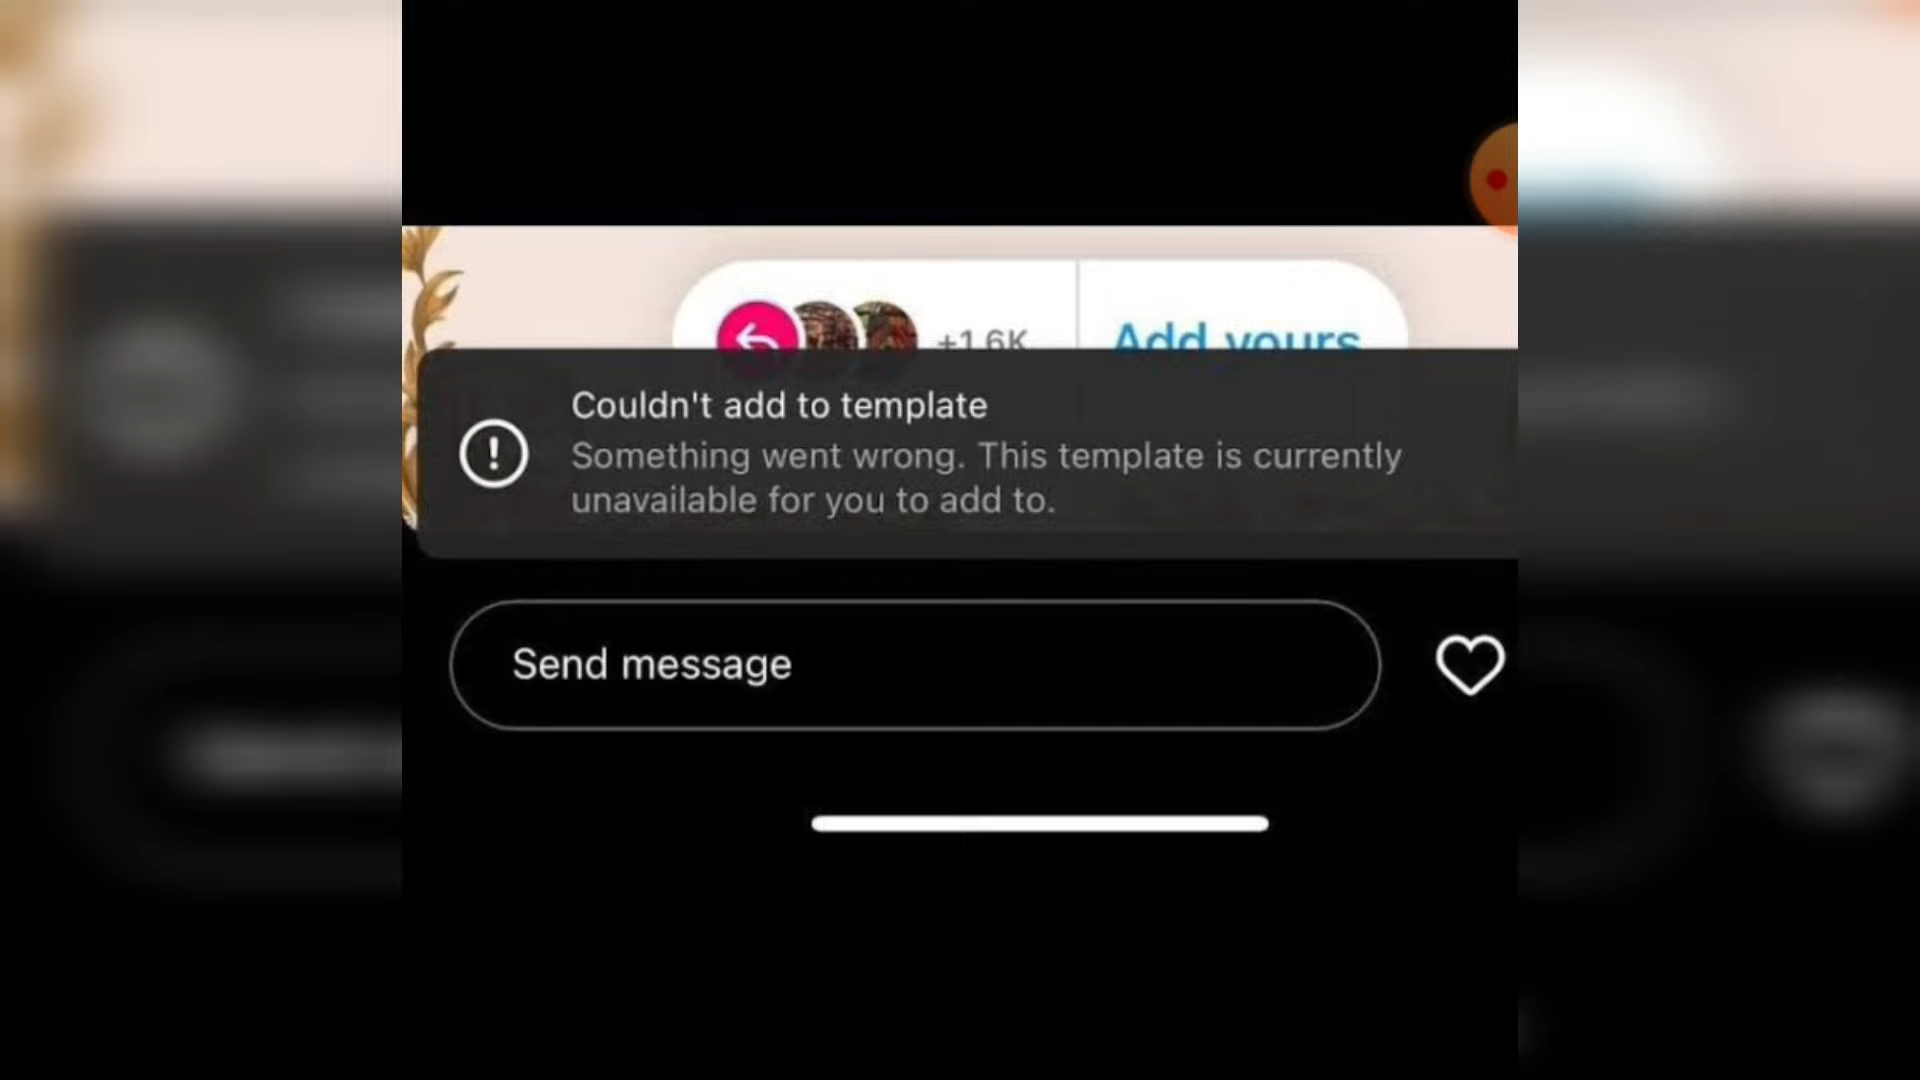 +1.6K
Add yours
Couldn't add to template
Something went wrong. This template is currently
unavailable for you to add to.
Send message